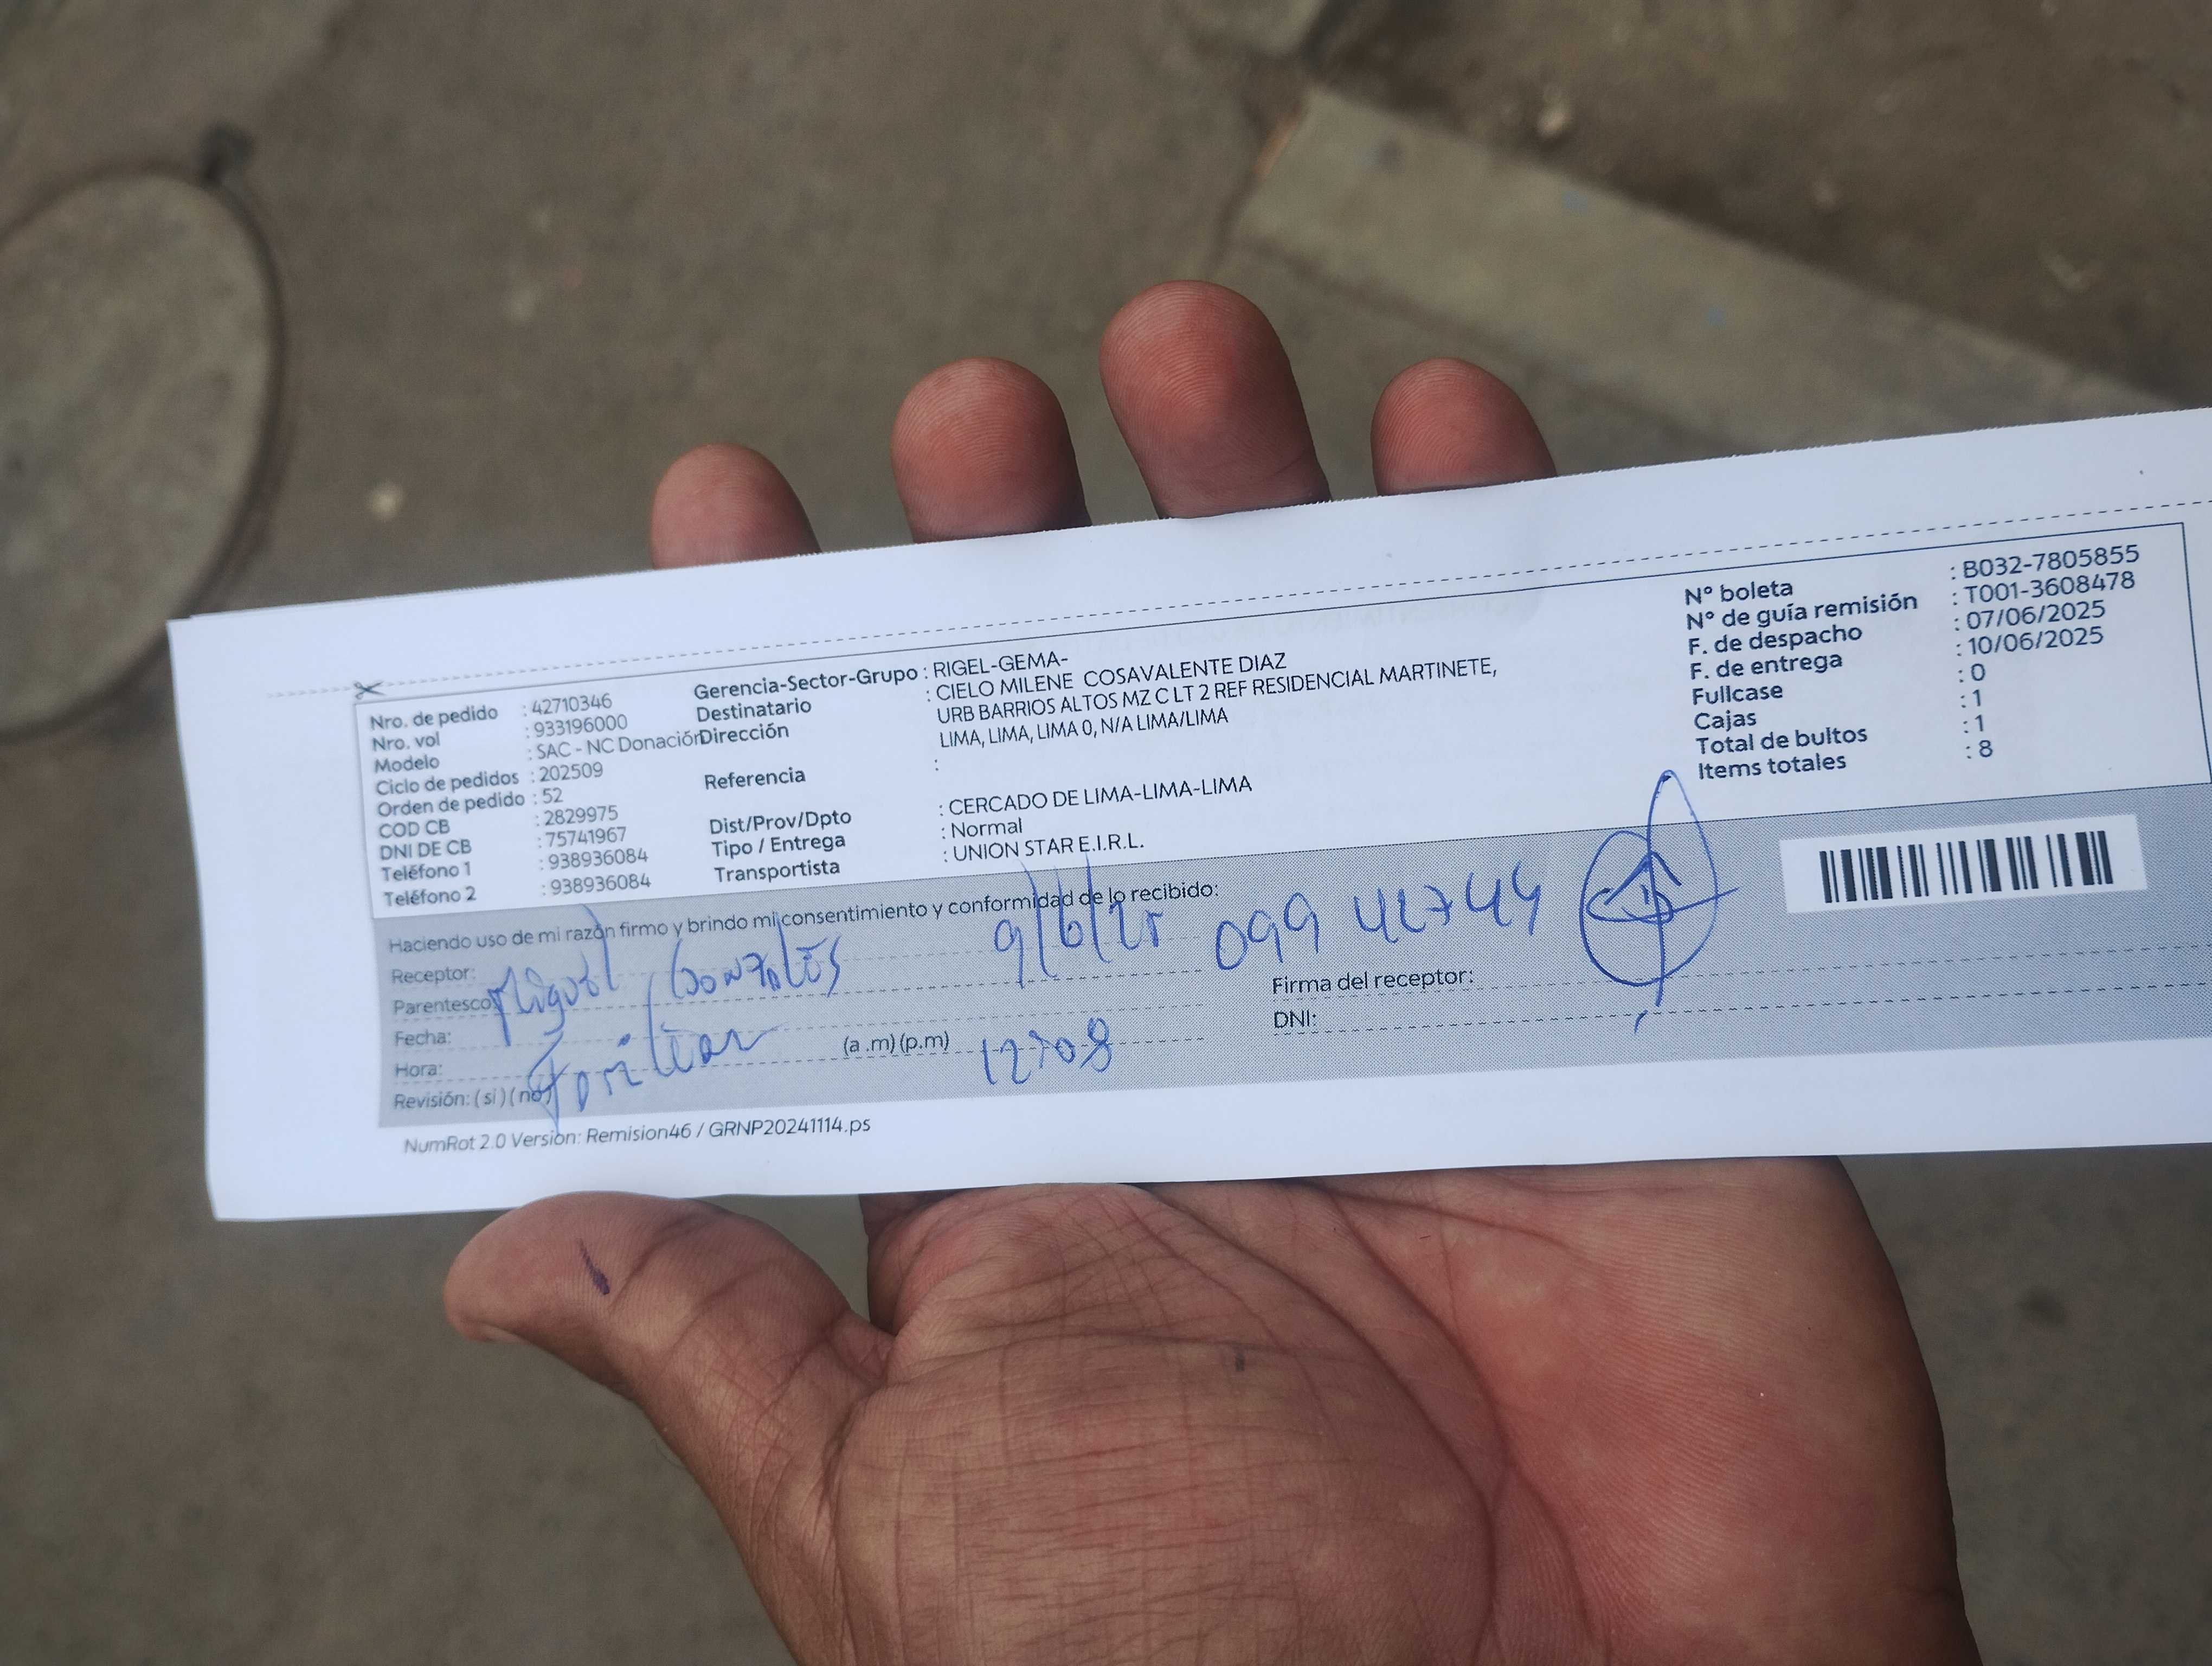 Nro. de pedido : 42710346
Nro. vol : 933196000
Modelo : SAC - NC Donación
Ciclo de pedidos : 202509
Orden de pedido : 52
COD CB : 2829975
DNI DE CB : 75741967
Teléfono 1 : 938936084
Teléfono 2 : 938936084
Gerencia-Sector-Grupo : RIGEL-GEMA-
Destinatario : CIELO MILENE COSAVALENTE DIAZ
Dirección URB BARRIOS ALTOS MZ C LT 2 REF RESIDENCIAL MARTINETE,
LIMA, LIMA, LIMA 0, N/A LIMA/LIMA
Referencia :
Dist/Prov/Dpto : CERCADO DE LIMA-LIMA-LIMA
Tipo / Entrega : Normal
Transportista : UNION STAR E.I.R.L.
N° boleta : B032-7805855
N° de guía remisión : T001-3608478
F. de despacho : 07/06/2025
F. de entrega : 10/06/2025
Fullcase : 0
Cajas : 1
Total de bultos : 1
Items totales : 8
Haciendo uso de mi razón firmo y brindo mi consentimiento y conformidad de lo recibido:
Receptor: Miguel Gonzales 9/6/25 09942744
Parentesco:
Fecha: Familiar
Hora: (a .m) (p.m) 12:08
Revisión: ( si ) ( no )
Firma del receptor:
DNI:
NumRot 2.0 Version: Remision46 / GRNP20241114.ps